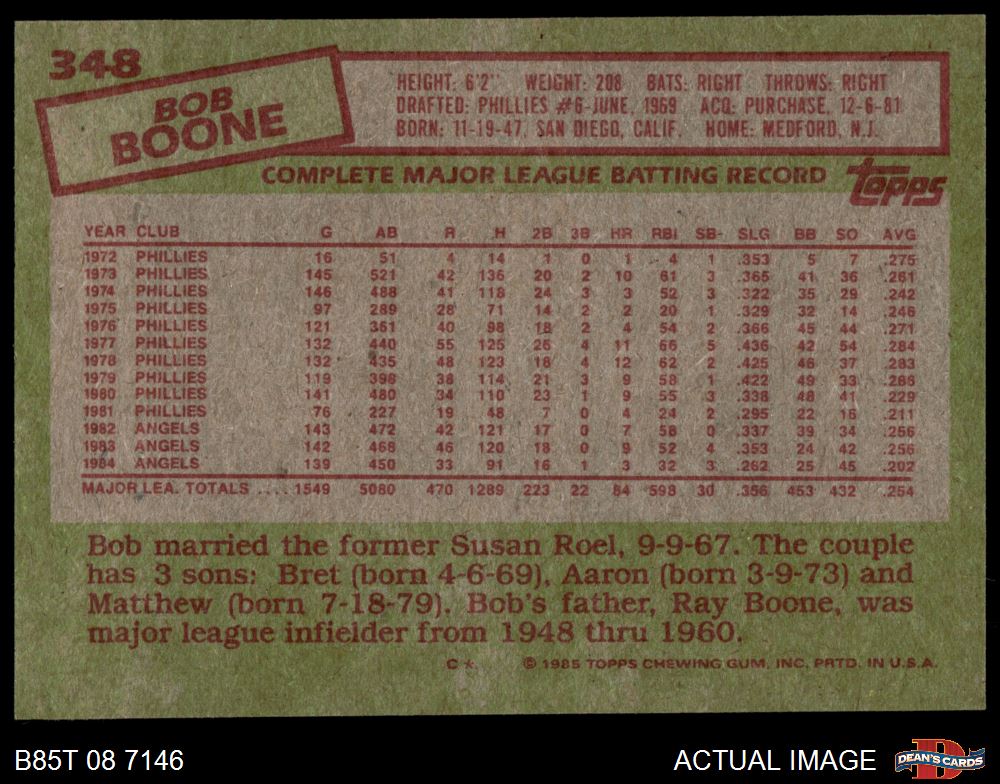 348
BOB
BOONE
HEIGHT: 6'2" WEIGHT: 208 BATS: RIGHT THROWS: RIGHT
DRAFTED: PHILLIES #6-JUNE, 1969 ACQ: PURCHASE, 12-6-81
BORN: 11-19-47, SAN DIEGO, CALIF. HOME: MEDFORD, N.J.
COMPLETE MAJOR LEAGUE BATTING RECORD topps
YEAR CLUB G AB R H 2B 3B HR RBI SB- SLG BB SO AVG
1972 PHILLIES 16 51 4 14 1 0 1 4 1 .353 5 7 .275
1973 PHILLIES 145 521 42 136 20 2 10 61 3 .365 41 36 .261
1974 PHILLIES 146 488 41 118 24 3 3 52 3 .322 35 29 .242
1975 PHILLIES 97 289 28 71 14 2 2 20 1 .329 32 14 .246
1976 PHILLIES 121 361 40 98 18 2 4 54 2 .366 45 44 .271
1977 PHILLIES 132 440 55 125 26 4 11 66 5 .436 42 54 .284
1978 PHILLIES 132 435 48 123 18 4 12 62 2 .425 46 37 .283
1979 PHILLIES 119 398 38 114 21 3 9 58 1 .422 49 33 .286
1980 PHILLIES 141 480 34 110 23 1 9 55 3 .338 48 41 .229
1981 PHILLIES 76 227 19 48 7 0 4 24 2 .295 22 16 .211
1982 ANGELS 143 472 42 121 17 0 7 58 0 .337 39 34 .256
1983 ANGELS 142 468 46 120 18 0 9 52 4 .353 24 42 .256
1984 ANGELS 139 450 33 91 16 1 3 32 3 .262 25 45 .202
MAJOR LEA. TOTALS .... 1549 5080 470 1289 223 22 84 598 30 .356 453 432 .254
Bob married the former Susan Roel, 9-9-67. The couple
has 3 sons: Bret (born 4-6-69), Aaron (born 3-9-73) and
Matthew (born 7-18-79). Bob's father, Ray Boone, was
major league infielder from 1948 thru 1960.
C * © 1985 TOPPS CHEWING GUM, INC. PRTD. IN U.S.A.
B85T 08 7146 ACTUAL IMAGE D DEAN'S CARDS